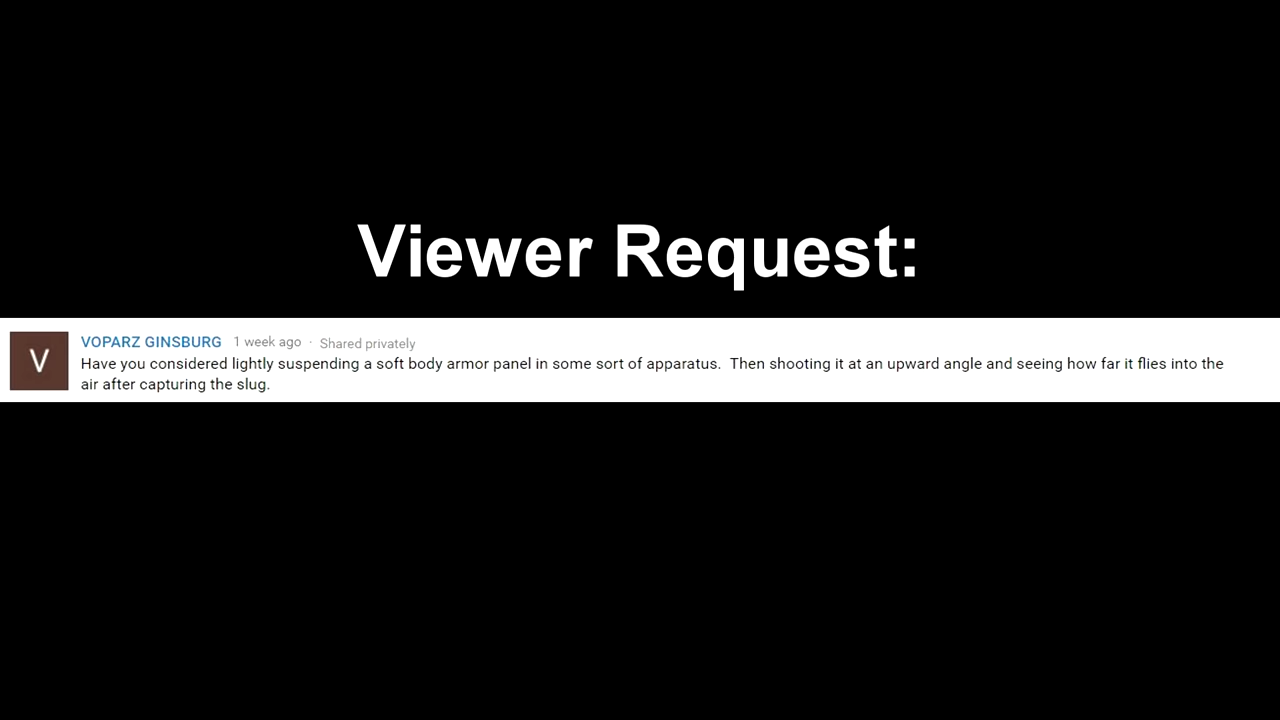 Viewer Request:
V
VOPARZ GINSBURG 1 week ago · Shared privately
Have you considered lightly suspending a soft body armor panel in some sort of apparatus.  Then shooting it at an upward angle and seeing how far it flies into the
air after capturing the slug.